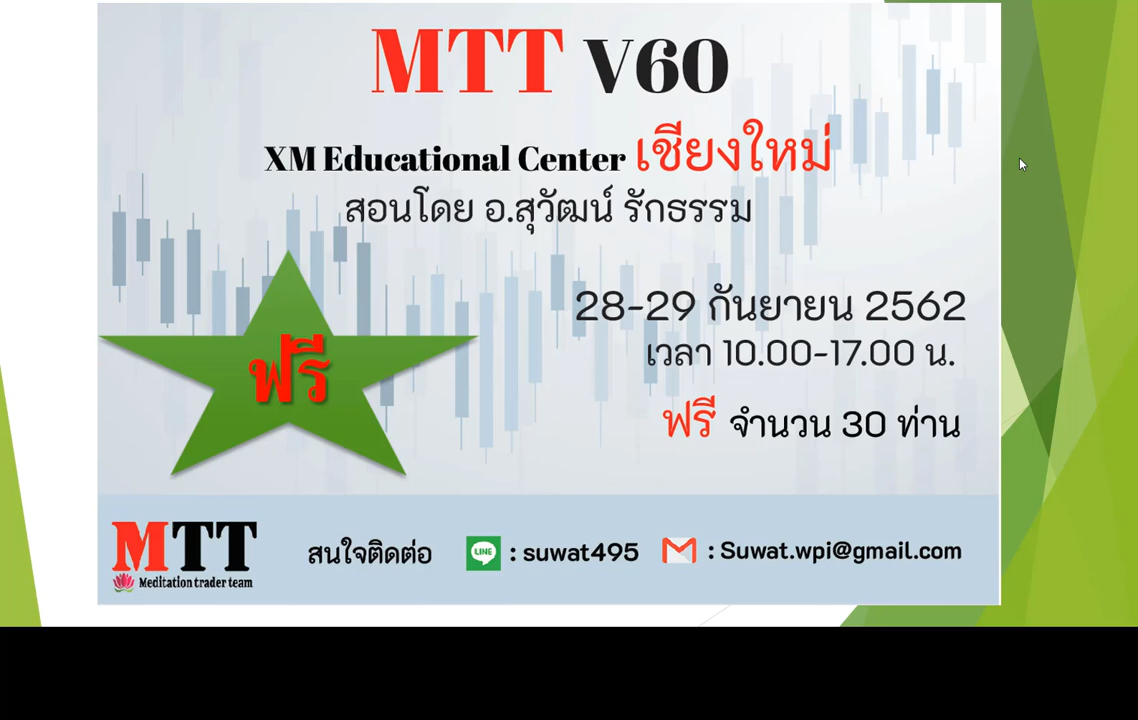 MTT V60
XM Educational Center เชียงใหม่
สอนโดย อ.สุวัฒน์ รักธรรม
28-29 กันยายน 2562
เวลา 10.00-17.00 น.
ฟรี
ฟรี จำนวน 30 ท่าน
MTT
Meditation trader team
สนใจติดต่อ LINE : suwat495 : Suwat.wpi@gmail.com